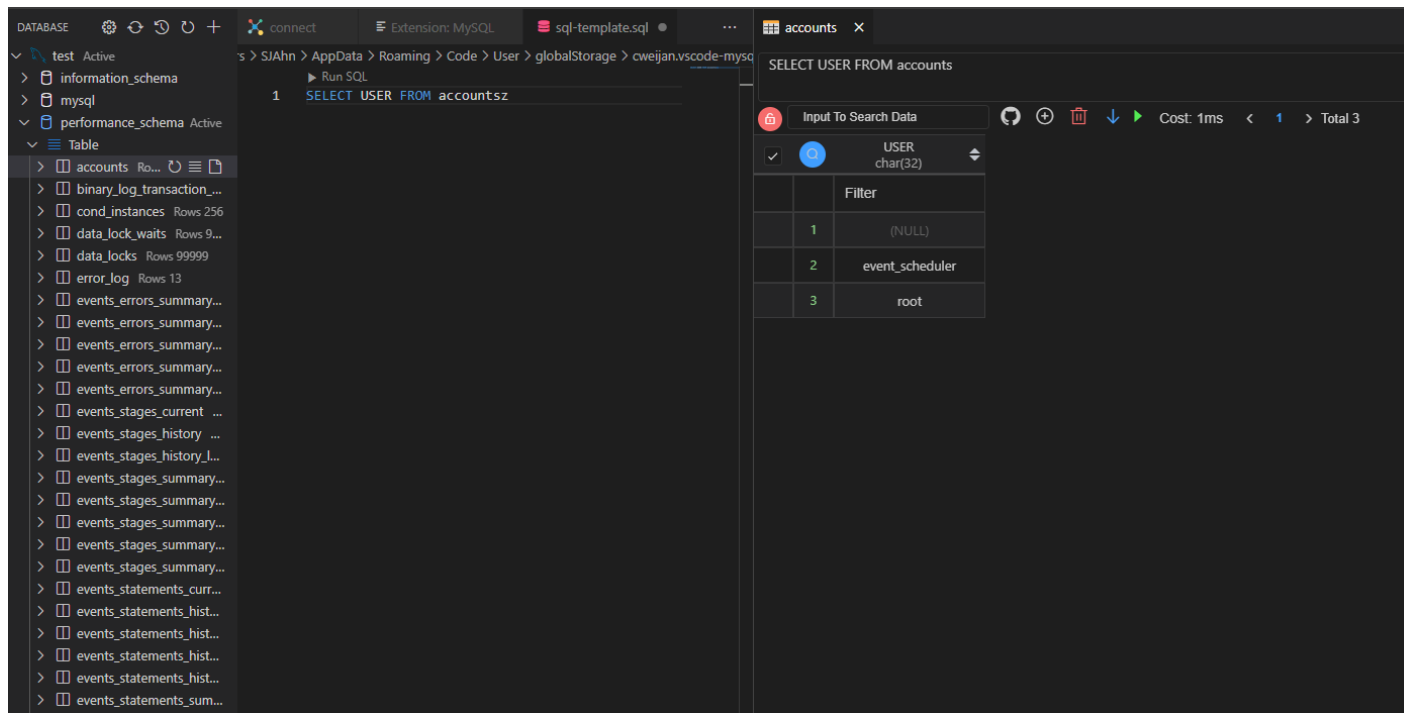 DATABASE
test Active
information_schema
mysql
performance_schema Active
Table
accounts Ro...
binary_log_transaction_...
cond_instances Rows 256
data_lock_waits Rows 9...
data_locks Rows 99999
error_log Rows 13
events_errors_summary...
events_errors_summary...
events_errors_summary...
events_errors_summary...
events_errors_summary...
events_stages_current ...
events_stages_history ...
events_stages_history_l...
events_stages_summary...
events_stages_summary...
events_stages_summary...
events_stages_summary...
events_stages_summary...
events_statements_curr...
events_statements_hist...
events_statements_hist...
events_statements_hist...
events_statements_hist...
events_statements_sum...
connect
Extension: MySQL
sql-template.sql
...
s > SJAhn > AppData > Roaming > Code > User > globalStorage > cweijan.vscode-mysq
Run SQL
1 SELECT USER FROM accountsz
accounts
SELECT USER FROM accounts
Input To Search Data
Cost: 1ms < 1 > Total 3
USER
char(32)
Filter
1 (NULL)
2 event_scheduler
3 root